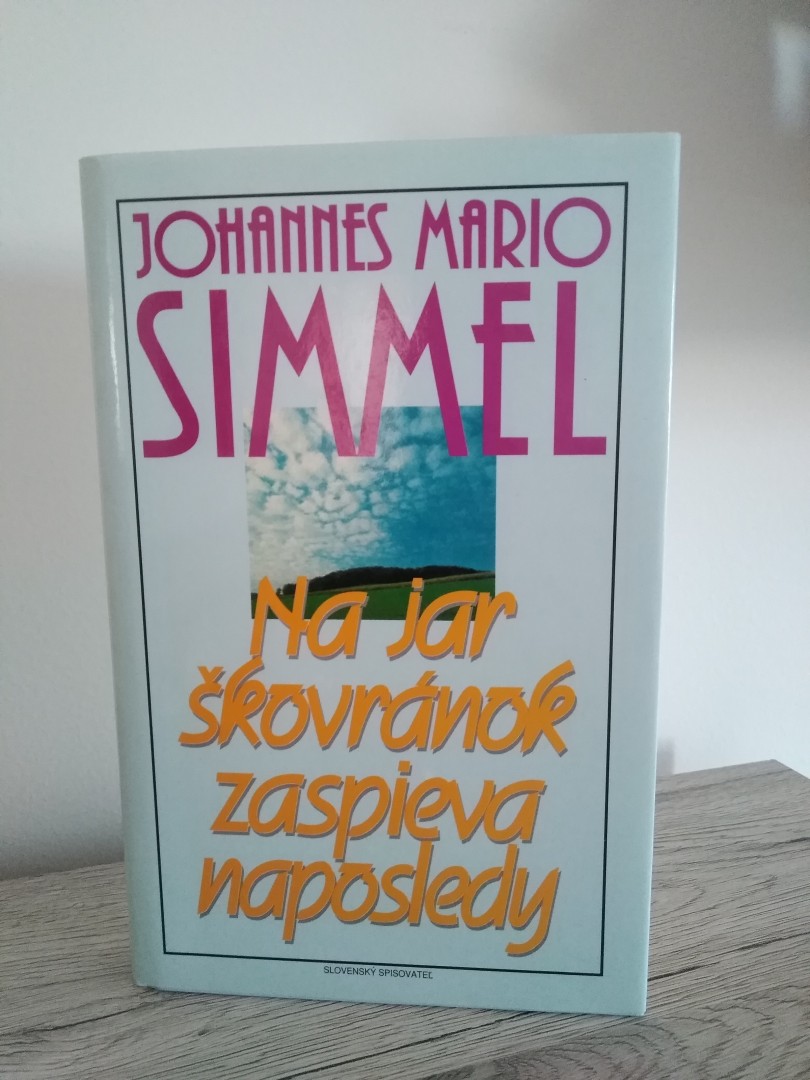 JOHANNES MARIO
SIMMEL
Na jar
škovránok
zaspieva
naposledy
SLOVENSKÝ SPISOVATEĽ